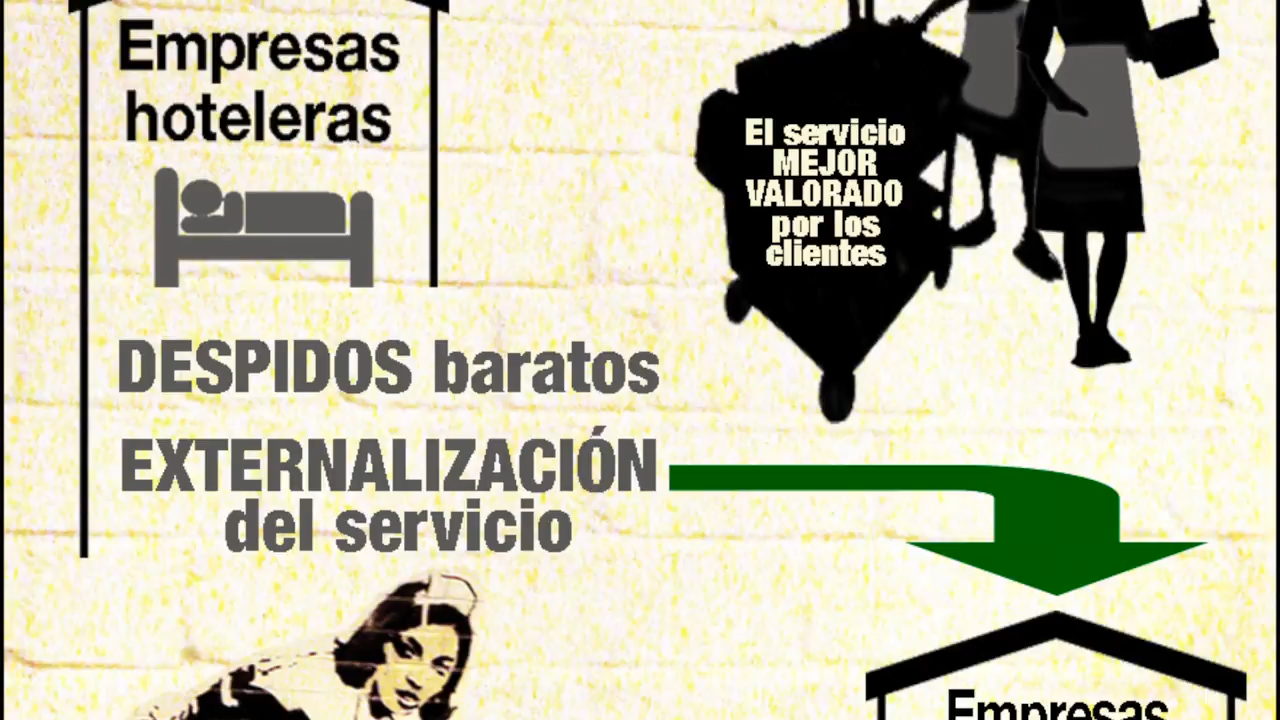 Empresas
hoteleras
El servicio
MEJOR
VALORADO
por los
clientes
DESPIDOS baratos
EXTERNALIZACIÓN
del servicio
Empresas